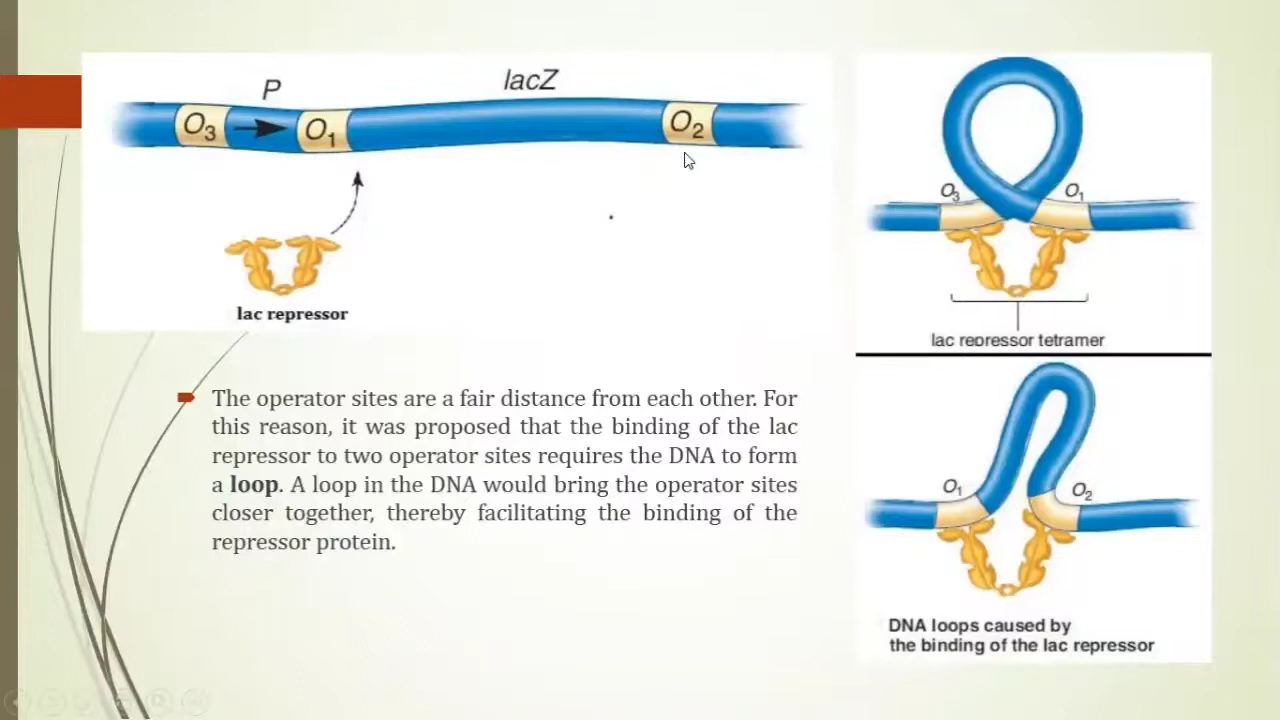 P
lacZ
O3
O1
O2
lac repressor
The operator sites are a fair distance from each other. For
this reason, it was proposed that the binding of the lac
repressor to two operator sites requires the DNA to form
a loop. A loop in the DNA would bring the operator sites
closer together, thereby facilitating the binding of the
repressor protein.
O3
O1
lac repressor tetramer
O1
O2
DNA loops caused by
the binding of the lac repressor